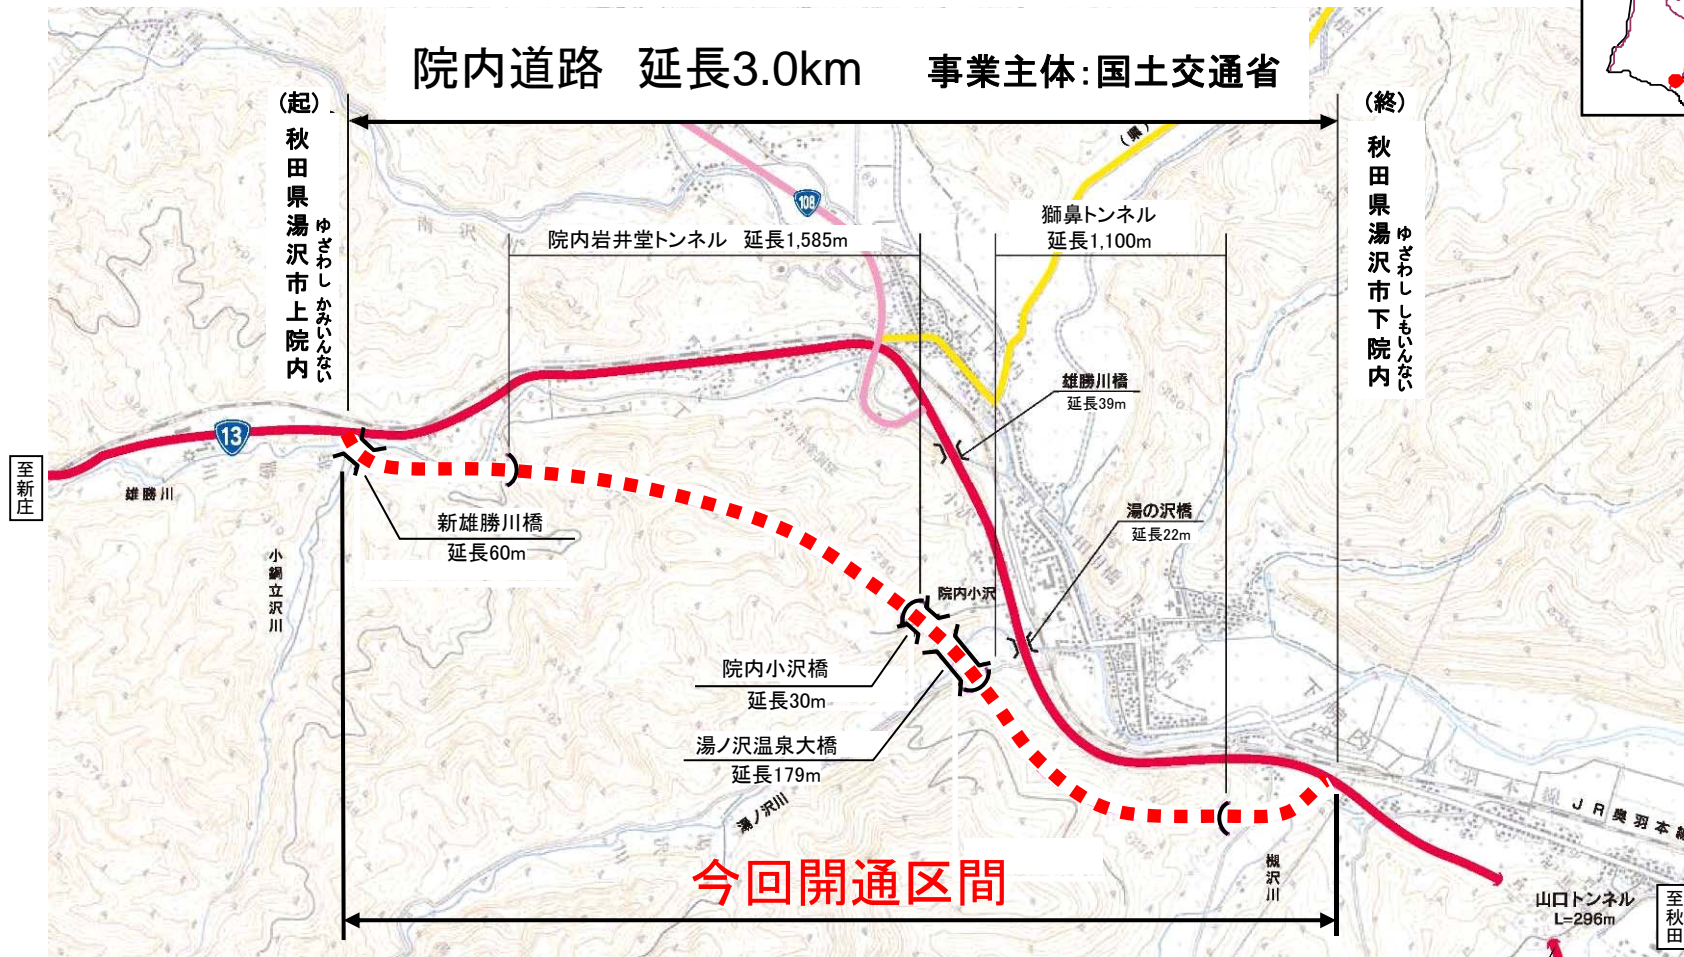 院内道路 延長3.0km 事業主体:国土交通省
(起)
秋田県湯沢市上院内
ゆざわし かみいんない
(終)
秋田県湯沢市下院内
ゆざわし しもいんない
108
(県)
院内岩井堂トンネル 延長1,585m
獅鼻トンネル
延長1,100m
雄勝川橋
延長39m
13
至新庄
雄勝川
新雄勝川橋
延長60m
湯の沢橋
延長22m
小鍋立沢川
院内小沢
院内小沢橋
延長30m
湯ノ沢温泉大橋
延長179m
湯ノ沢川
今回開通区間
槻沢川
JR奥羽本線
山口トンネル
L=296m
至秋田